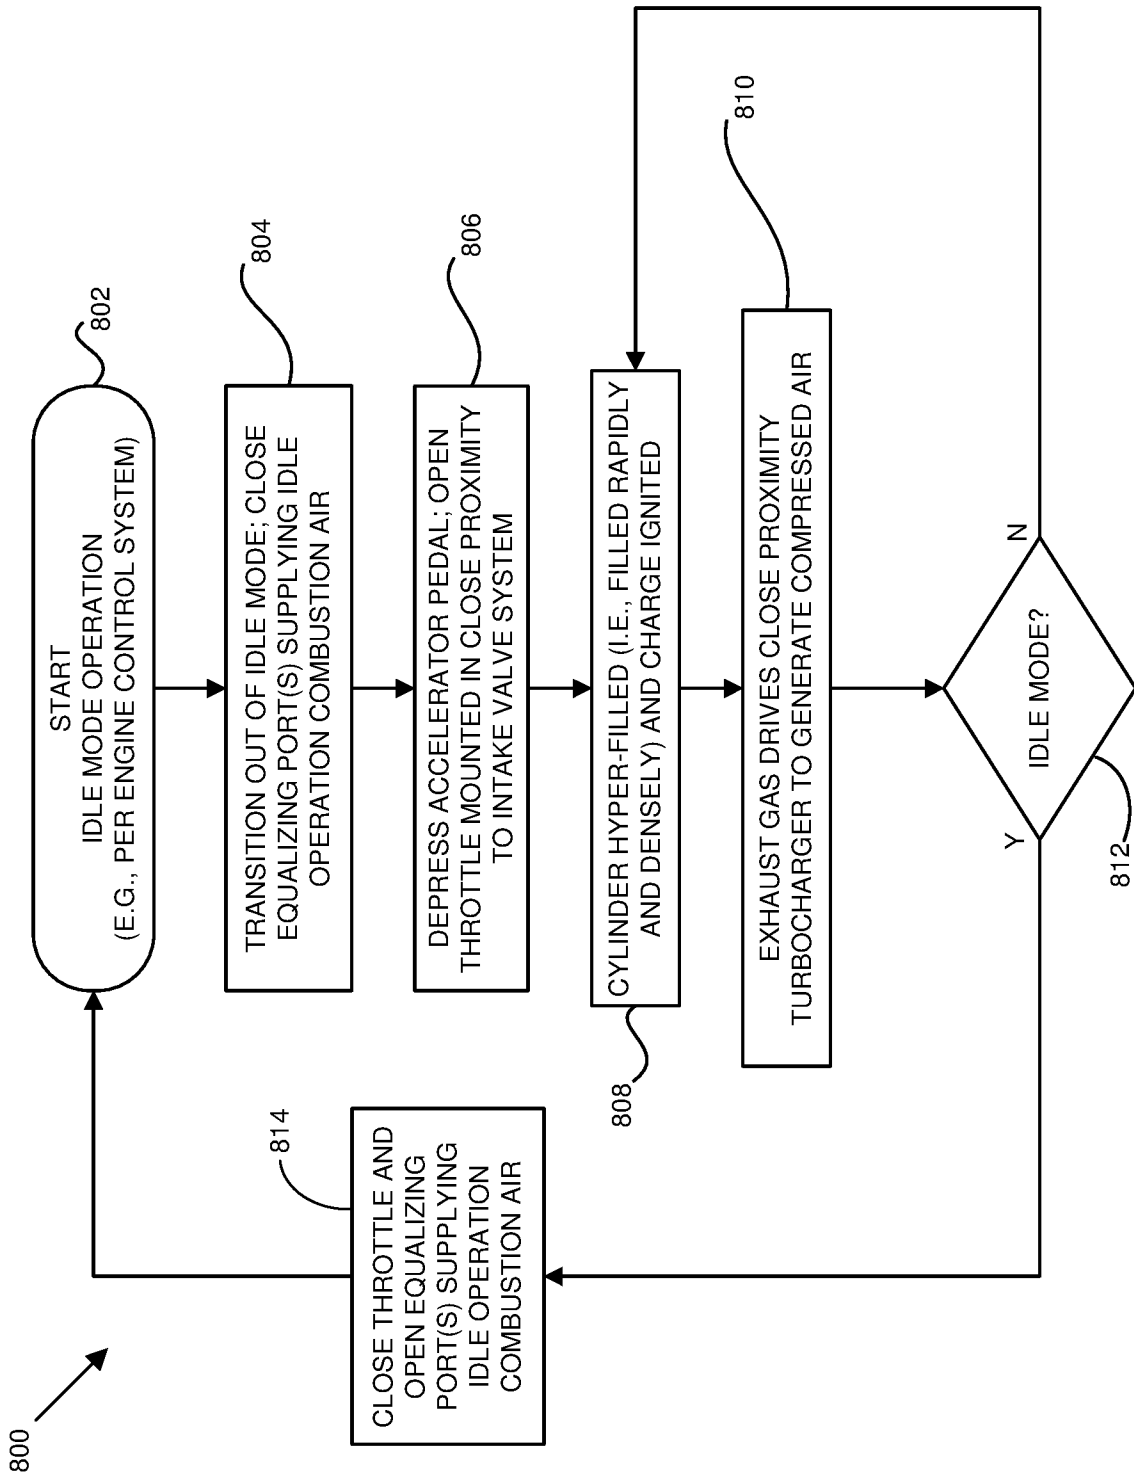 800
START
IDLE MODE OPERATION
(E.G., PER ENGINE CONTROL SYSTEM)
802
TRANSITION OUT OF IDLE MODE; CLOSE
EQUALIZING PORT(S) SUPPLYING IDLE
OPERATION COMBUSTION AIR
804
DEPRESS ACCELERATOR PEDAL; OPEN
THROTTLE MOUNTED IN CLOSE PROXIMITY
TO INTAKE VALVE SYSTEM
806
CYLINDER HYPER-FILLED (I.E., FILLED RAPIDLY
AND DENSELY) AND CHARGE IGNITED
808
EXHAUST GAS DRIVES CLOSE PROXIMITY
TURBOCHARGER TO GENERATE COMPRESSED AIR
810
IDLE MODE?
Y
N
812
CLOSE THROTTLE AND
OPEN EQUALIZING
PORT(S) SUPPLYING
IDLE OPERATION
COMBUSTION AIR
814